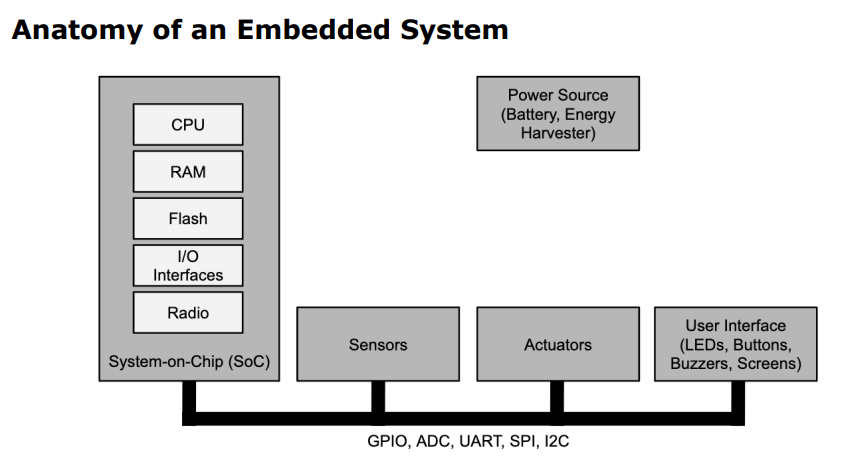 Anatomy of an Embedded System
CPU
RAM
Flash
I/O
Interfaces
Radio
System-on-Chip (SoC)
Power Source
(Battery, Energy
Harvester)
Sensors
Actuators
User Interface
(LEDs, Buttons,
Buzzers, Screens)
GPIO, ADC, UART, SPI, I2C